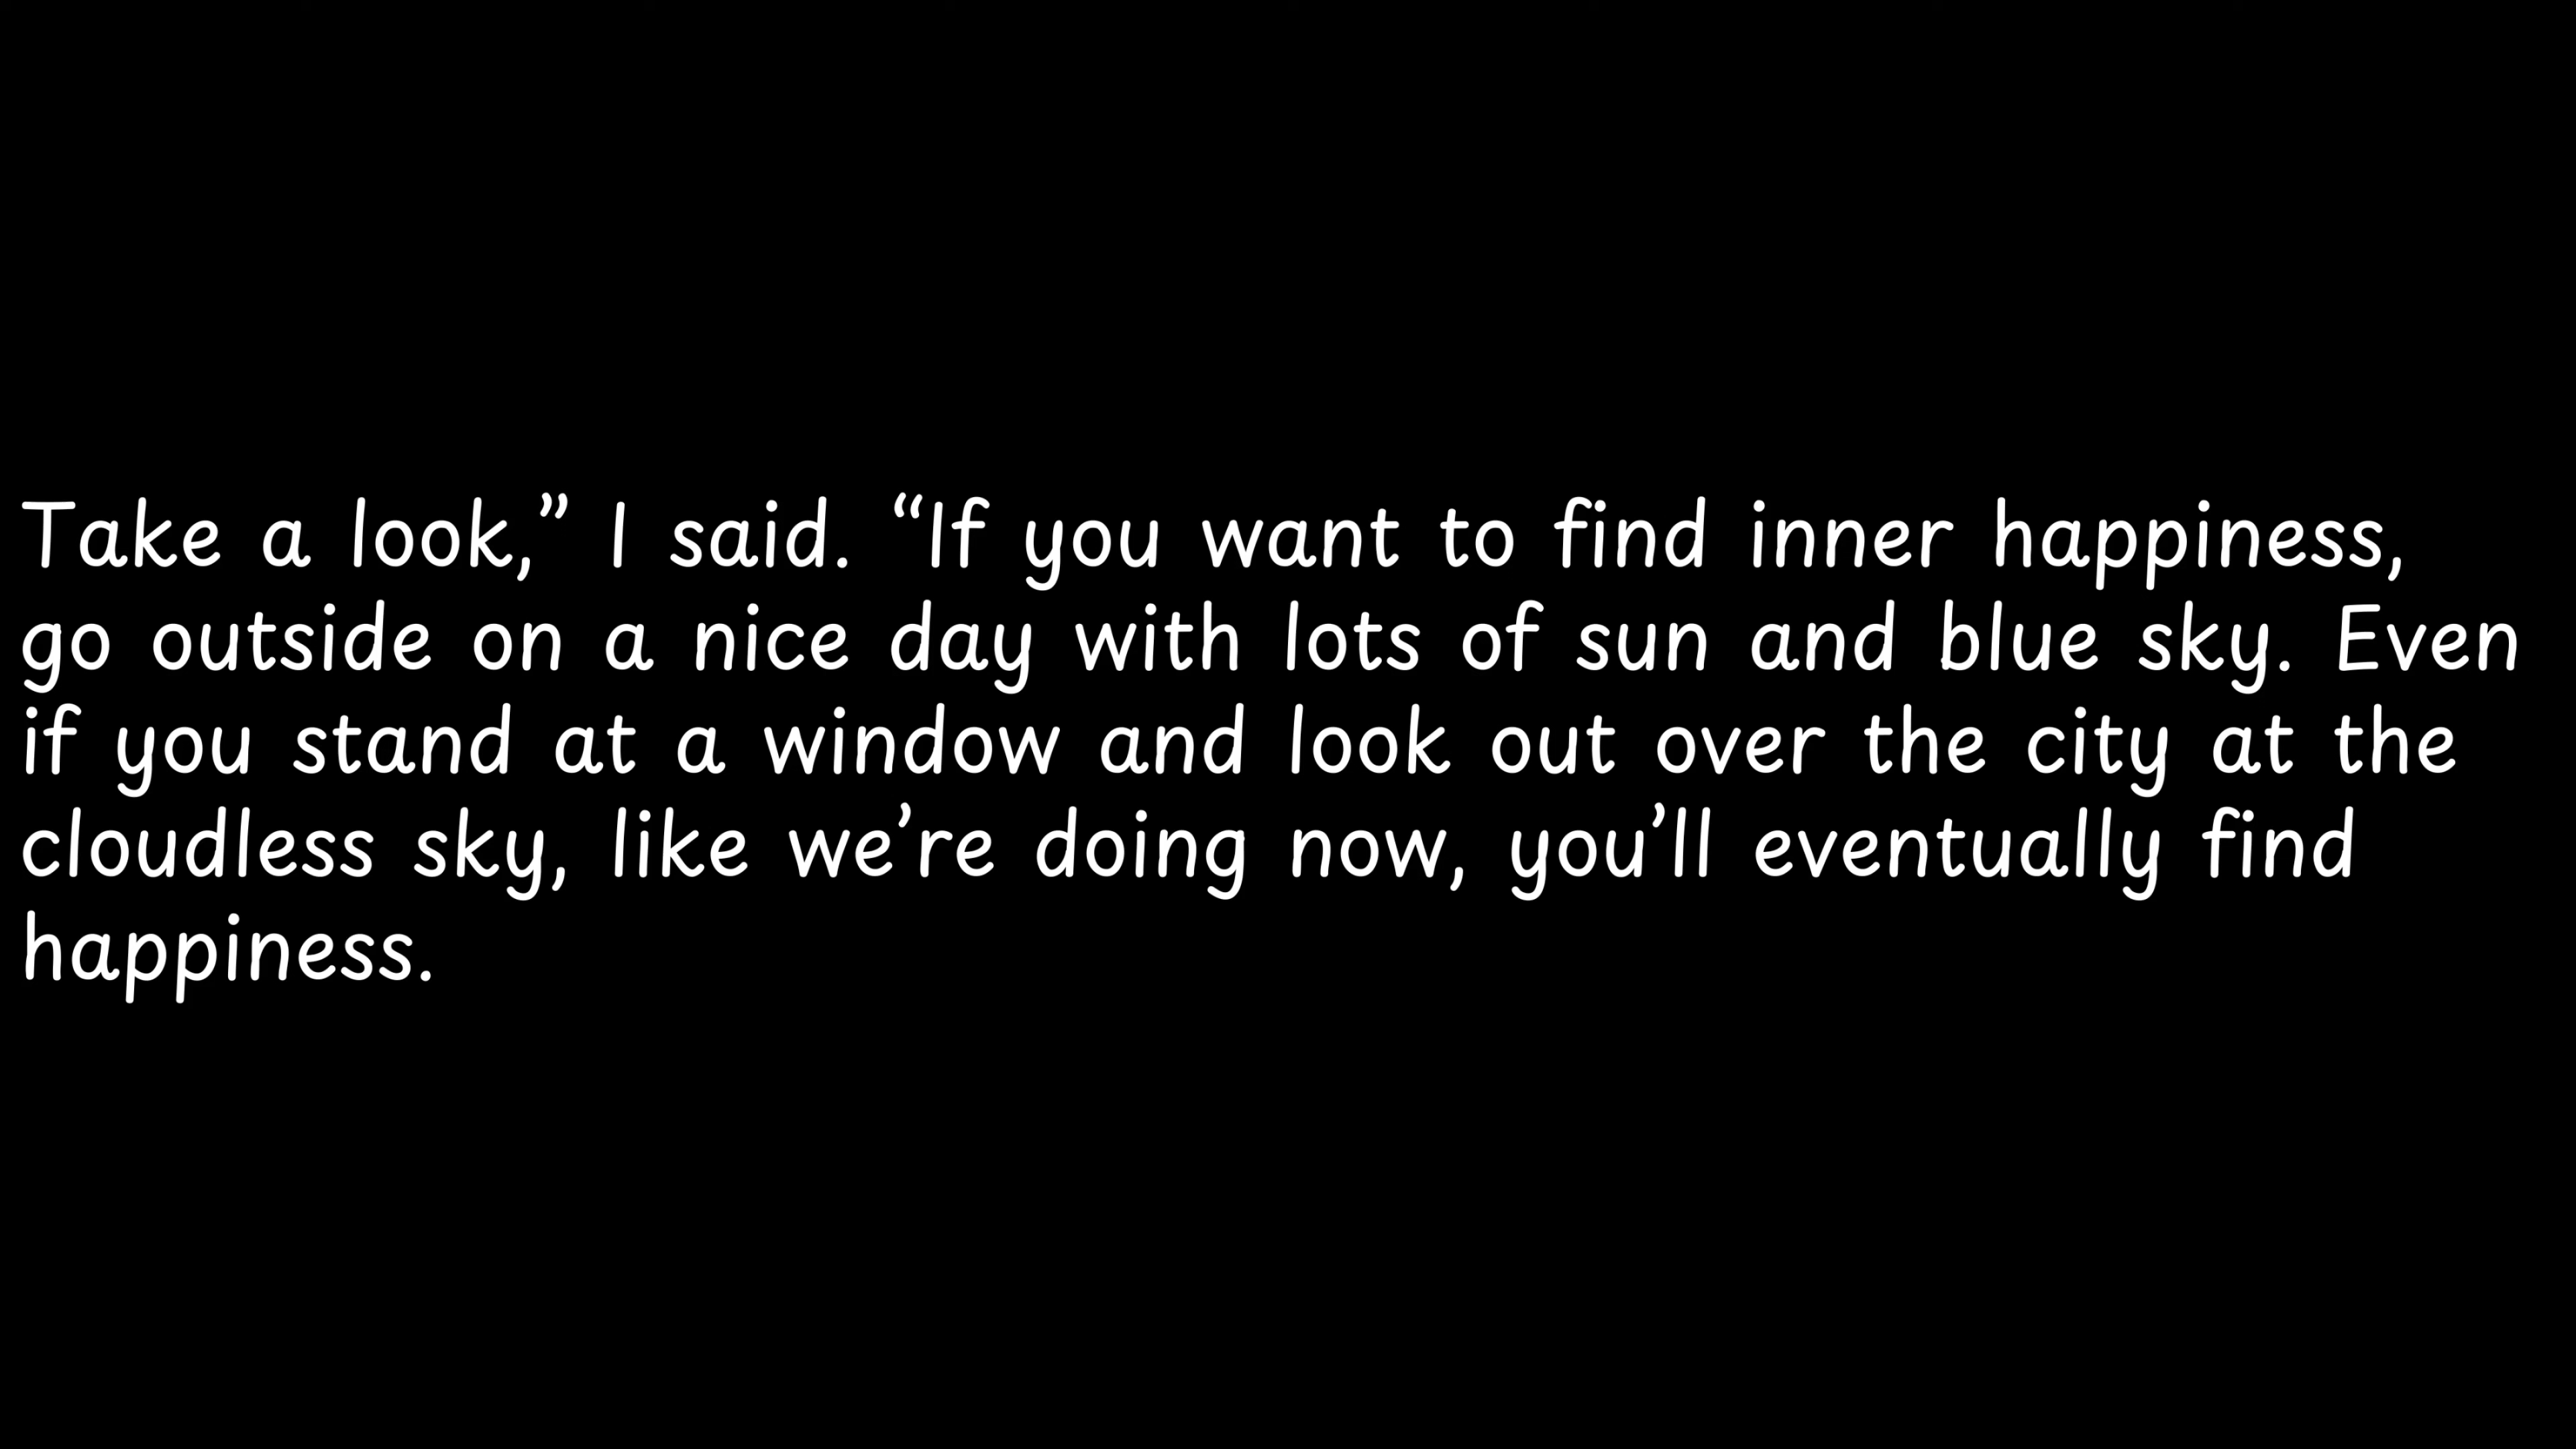 Take a look,” I said. “If you want to find inner happiness,
go outside on a nice day with lots of sun and blue sky. Even
if you stand at a window and look out over the city at the
cloudless sky, like we’re doing now, you’ll eventually find
happiness.